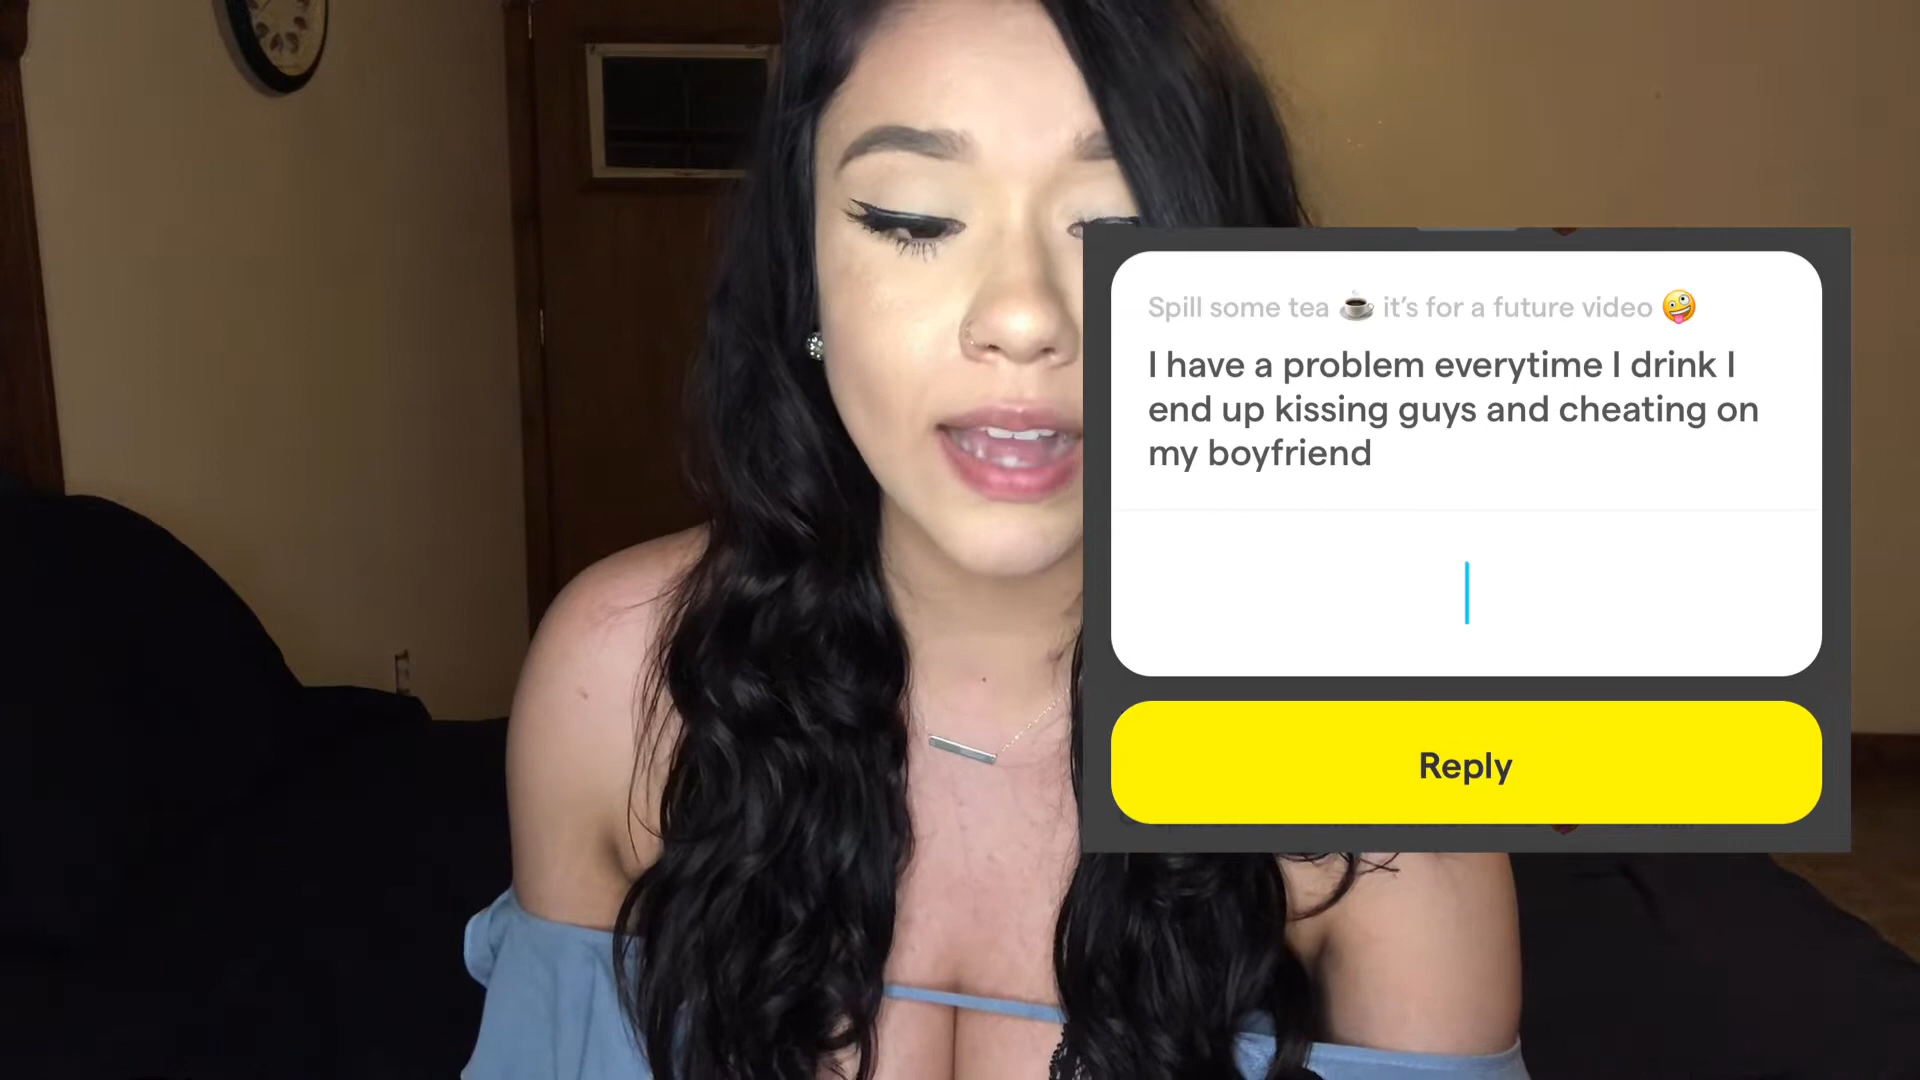 Spill some tea ☕ it's for a future video 🤪
I have a problem everytime I drink I
end up kissing guys and cheating on
my boyfriend
Reply